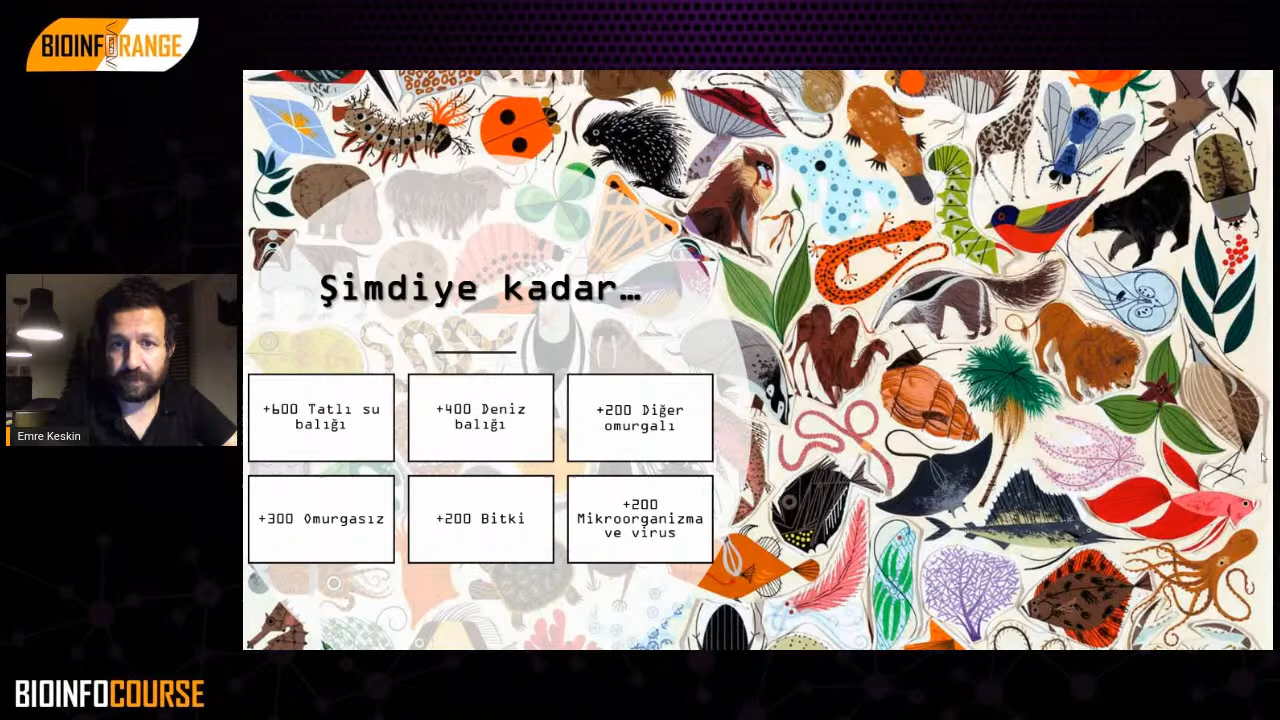 BIOINFORANGE
Şimdiye kadar…
+600 Tatlı su
balığı
+400 Deniz
balığı
+200 Diğer
omurgalı
+300 Omurgasız
+200 Bitki
+200
Mikroorganizma
ve virus
Emre Keskin
BIOINFOCOURSE